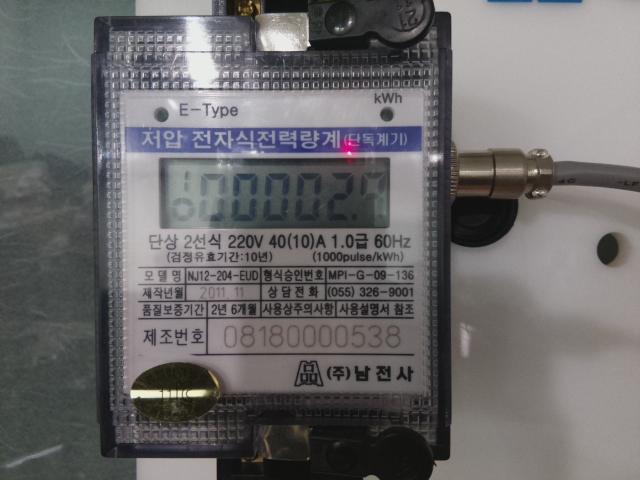 E-Type
kWh
저압 전자식전력량계(단독계기)
단상 2선식 220V 40(10)A 1.0급 60Hz
(검정유효기간:10년) (1000pulse/kWh)
모델명 NJ12-204-EUD 형식승인번호 MPI-G-09-136
제작년월 2011.11 상담전화 (055) 326-9001
품질보증기간 2년 6개월 사용상주의사항 사용설명서 참조
제조번호 08180000538
(주)남전사